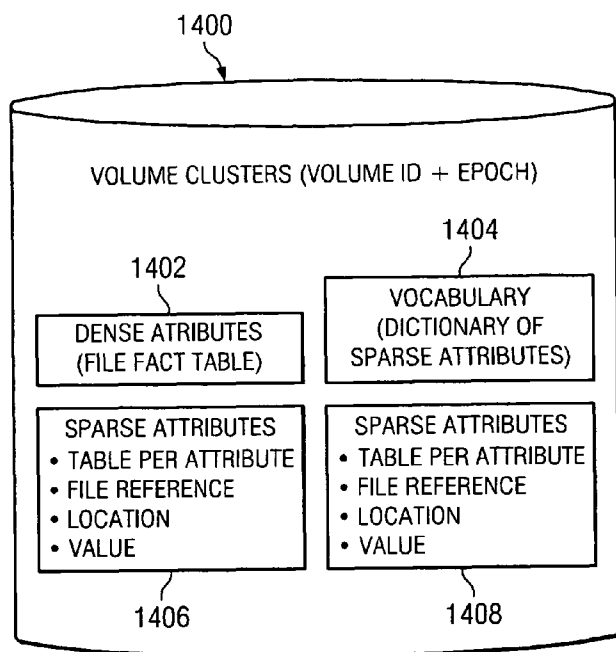 1400
VOLUME CLUSTERS (VOLUME ID + EPOCH)
1402
1404
DENSE ATRIBUTES
(FILE FACT TABLE)
VOCABULARY
(DICTIONARY OF
SPARSE ATTRIBUTES)
SPARSE ATTRIBUTES
• TABLE PER ATTRIBUTE
• FILE REFERENCE
• LOCATION
• VALUE
SPARSE ATTRIBUTES
• TABLE PER ATTRIBUTE
• FILE REFERENCE
• LOCATION
• VALUE
1406
1408